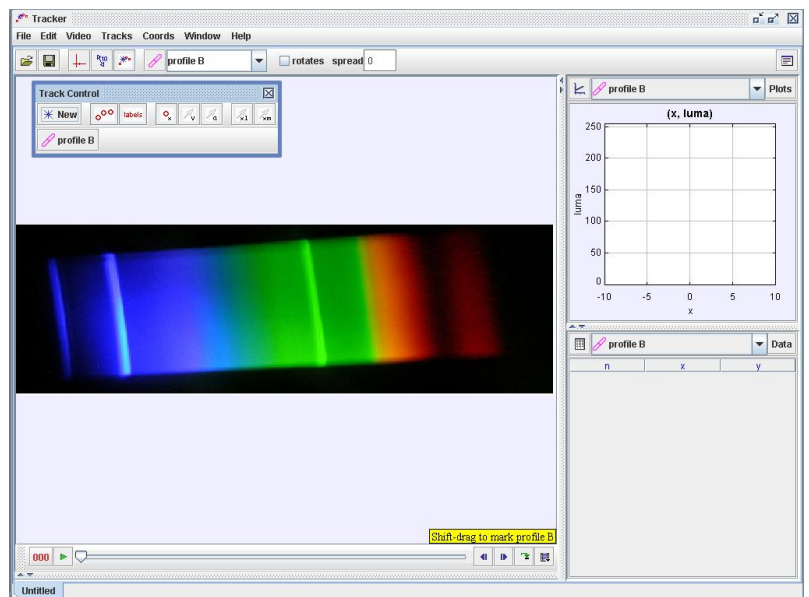 Tracker
File Edit Video Tracks Coords Window Help
profile B rotates spread 0
Track Control
New labels x v a x1 xm
profile B
profile B Plots
(x, luma)
250
200
150
100
50
0
luma
-10 -5 0 5 10
x
profile B Data
n x y
Shift-drag to mark profile B
000
Untitled